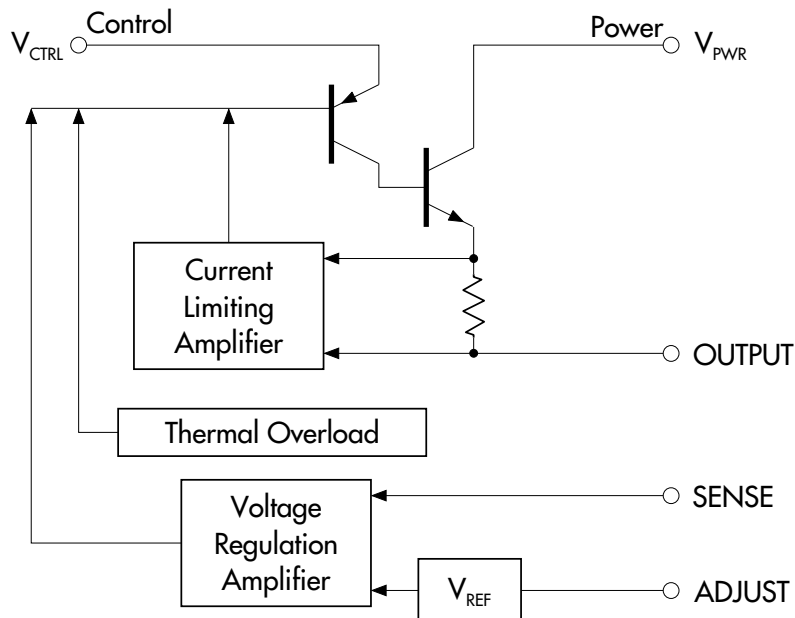 Control
Power
V_CTRL
V_PWR
Current
Limiting
Amplifier
OUTPUT
Thermal Overload
Voltage
Regulation
Amplifier
SENSE
V_REF
ADJUST